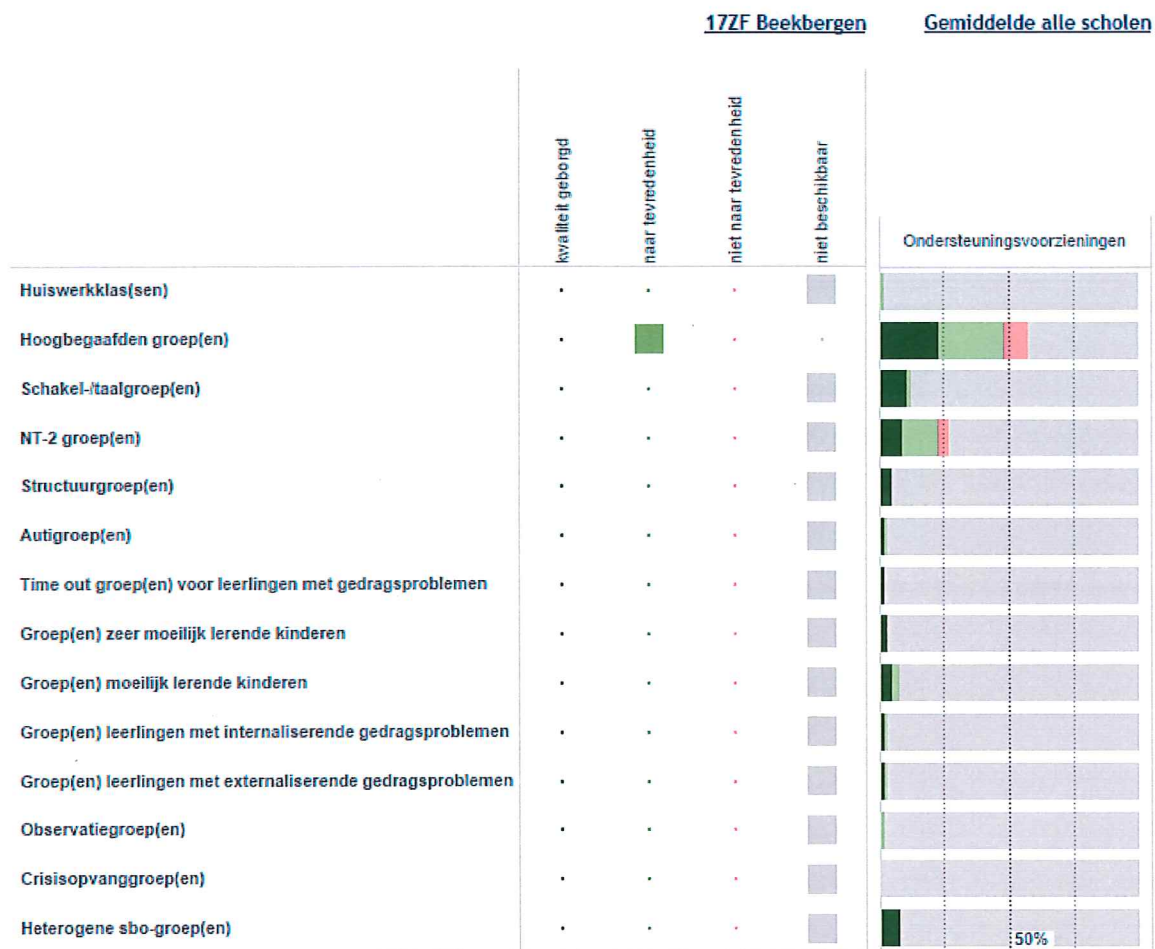 17ZF Beekbergen
Gemiddelde alle scholen
kwaliteit geborgd
naar tevredenheid
niet naar tevredenheid
niet beschikbaar
Ondersteuningsvoorzieningen
Huiswerkklas(sen)
Hoogbegaafden groep(en)
Schakel-/taalgroep(en)
NT-2 groep(en)
Structuurgroep(en)
Autigroep(en)
Time out groep(en) voor leerlingen met gedragsproblemen
Groep(en) zeer moeilijk lerende kinderen
Groep(en) moeilijk lerende kinderen
Groep(en) leerlingen met internaliserende gedragsproblemen
Groep(en) leerlingen met externaliserende gedragsproblemen
Observatiegroep(en)
Crisisopvanggroep(en)
Heterogene sbo-groep(en)
50%